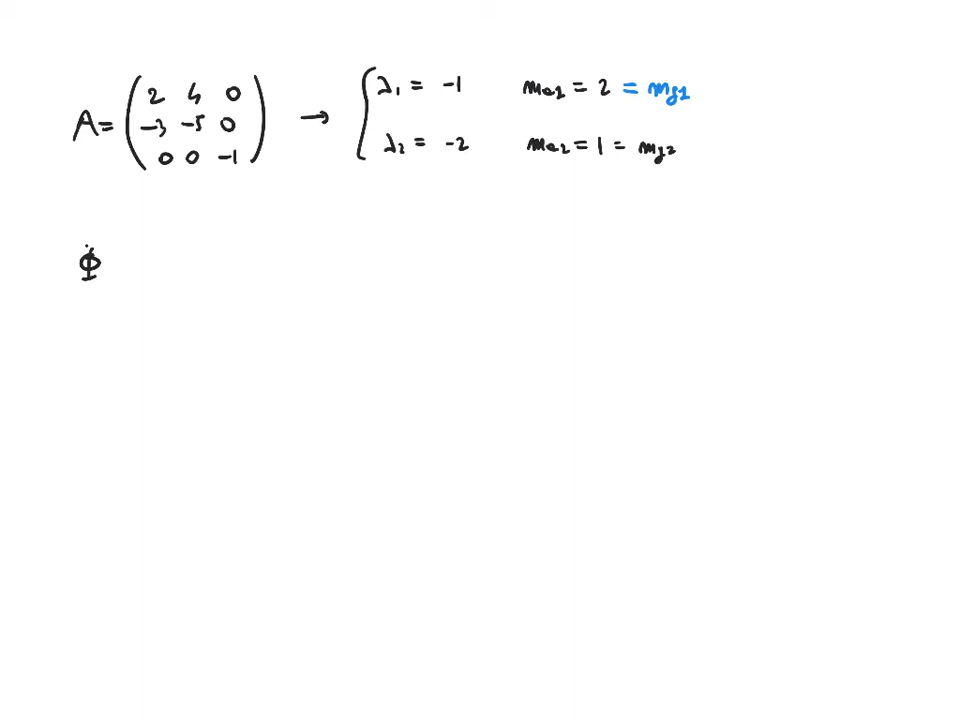 A = ( 2 4 0 ; -3 -5 0 ; 0 0 -1 ) → { λ₁ = -1   ma1 = 2 = mg1
λ₂ = -2   ma2 = 1 = mg2
Φ̇